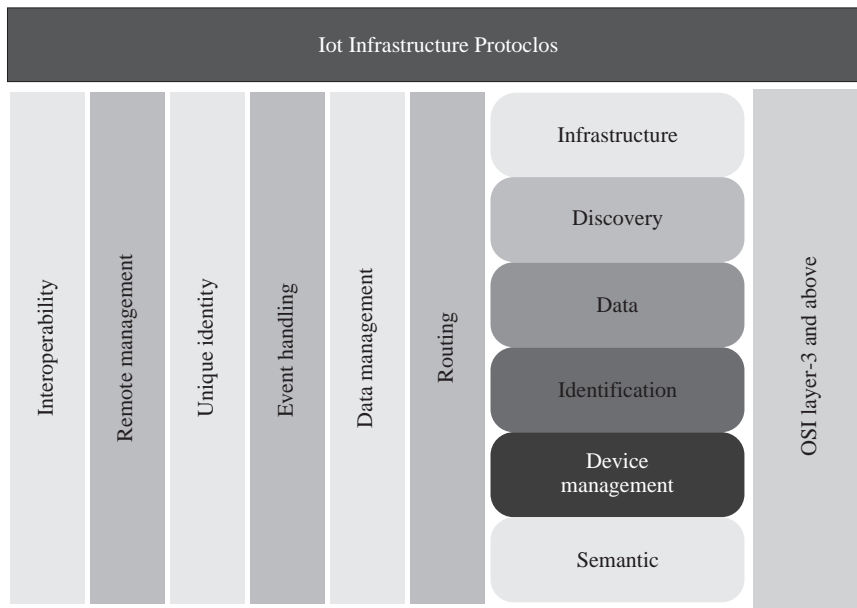 Iot Infrastructure Protoclos
Interoperability
Remote management
Unique identity
Event handling
Data management
Routing
Infrastructure
Discovery
Data
Identification
Device
management
Semantic
OSI layer-3 and above